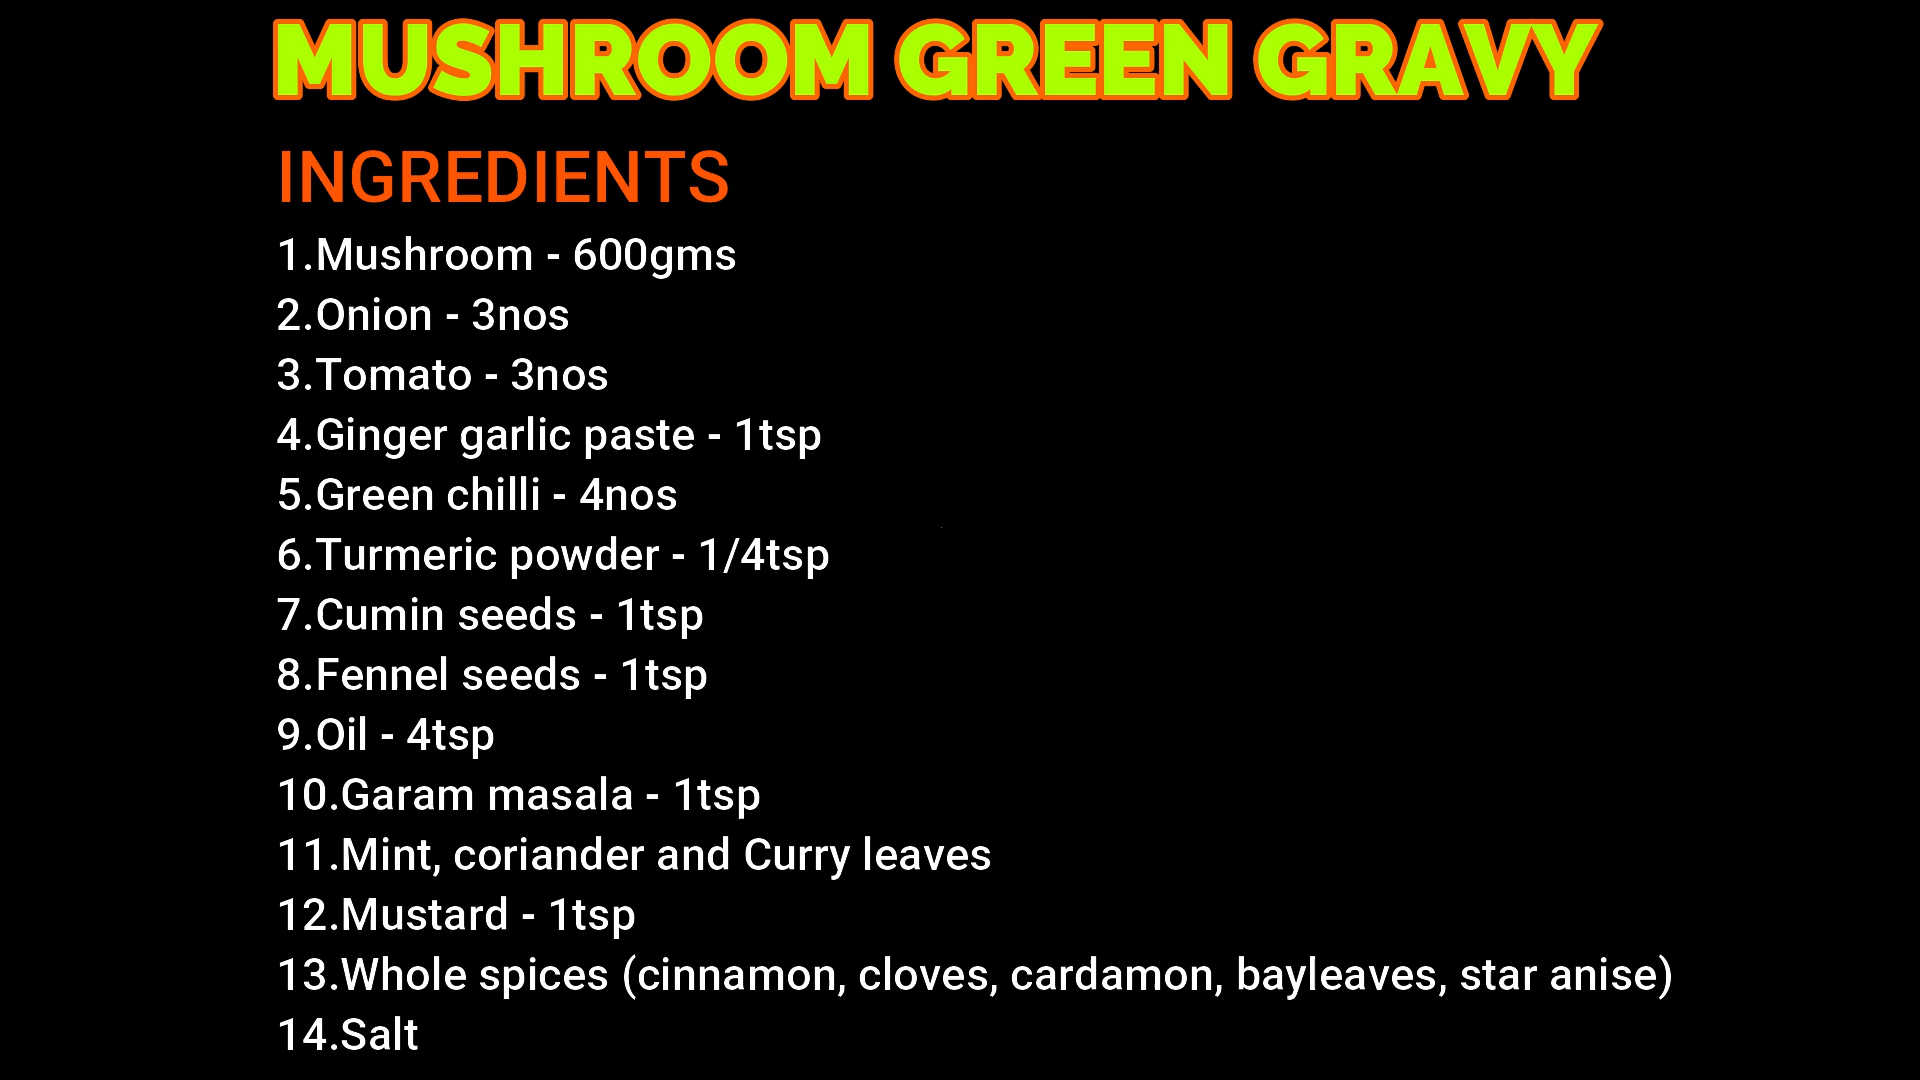 MUSHROOM GREEN GRAVY
INGREDIENTS
1.Mushroom - 600gms
2.Onion - 3nos
3.Tomato - 3nos
4.Ginger garlic paste - 1tsp
5.Green chilli - 4nos
6.Turmeric powder - 1/4tsp
7.Cumin seeds - 1tsp
8.Fennel seeds - 1tsp
9.Oil - 4tsp
10.Garam masala - 1tsp
11.Mint, coriander and Curry leaves
12.Mustard - 1tsp
13.Whole spices (cinnamon, cloves, cardamon, bayleaves, star anise)
14.Salt